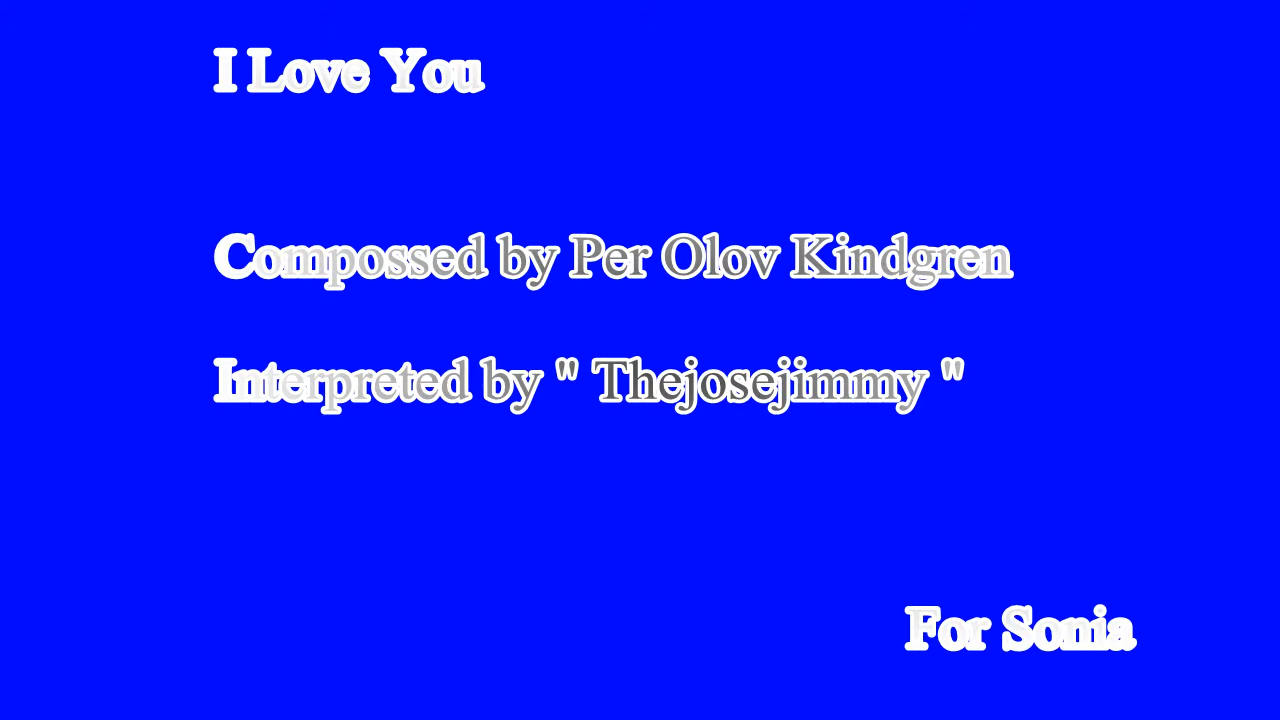 I Love You
Compossed by Per Olov Kindgren
Interpreted by " Thejosejimmy "
For Sonia